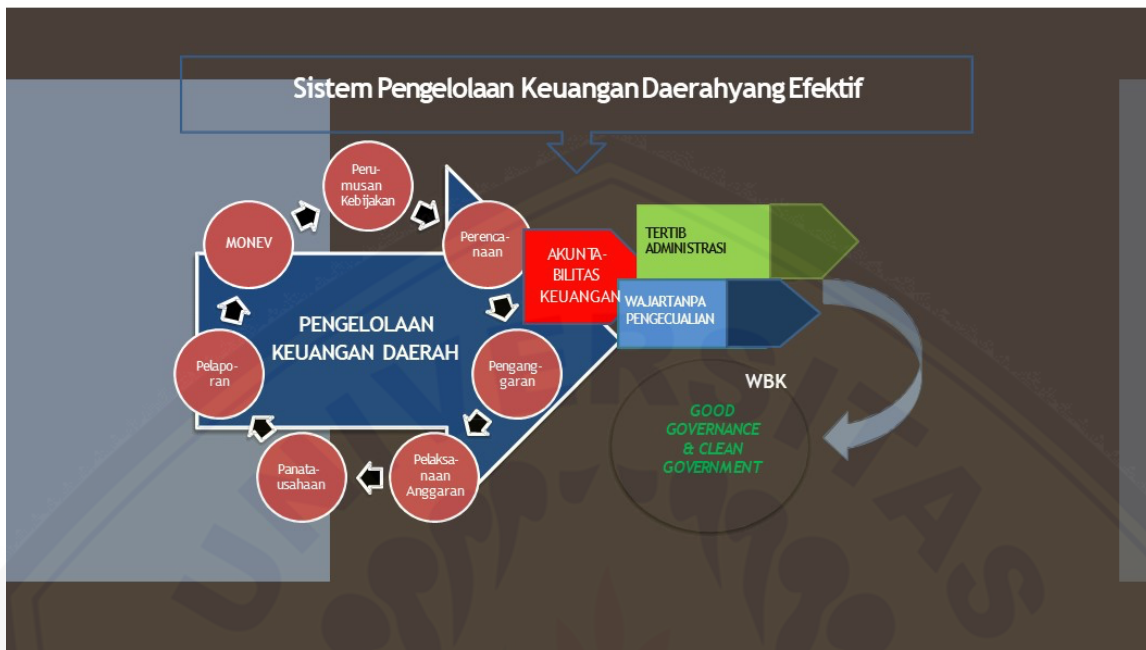 Sistem Pengelolaan Keuangan Daerahyang Efektif
Peru-
musan
Kebijakan
MONEV
Perenca-
naan
AKUNTA-
BILITAS
KEUANGAN
TERTIB
ADMINISTRASI
WAJARTANPA
PENGECUALIAN
PENGELOLAAN
KEUANGAN DAERAH
Pelapo-
ran
Pengang-
garan
WBK
GOOD
GOVERNANCE
& CLEAN
GOVERNMENT
Panata-
usahaan
Pelaksa-
naan
Anggaran
UNIVERSITAS